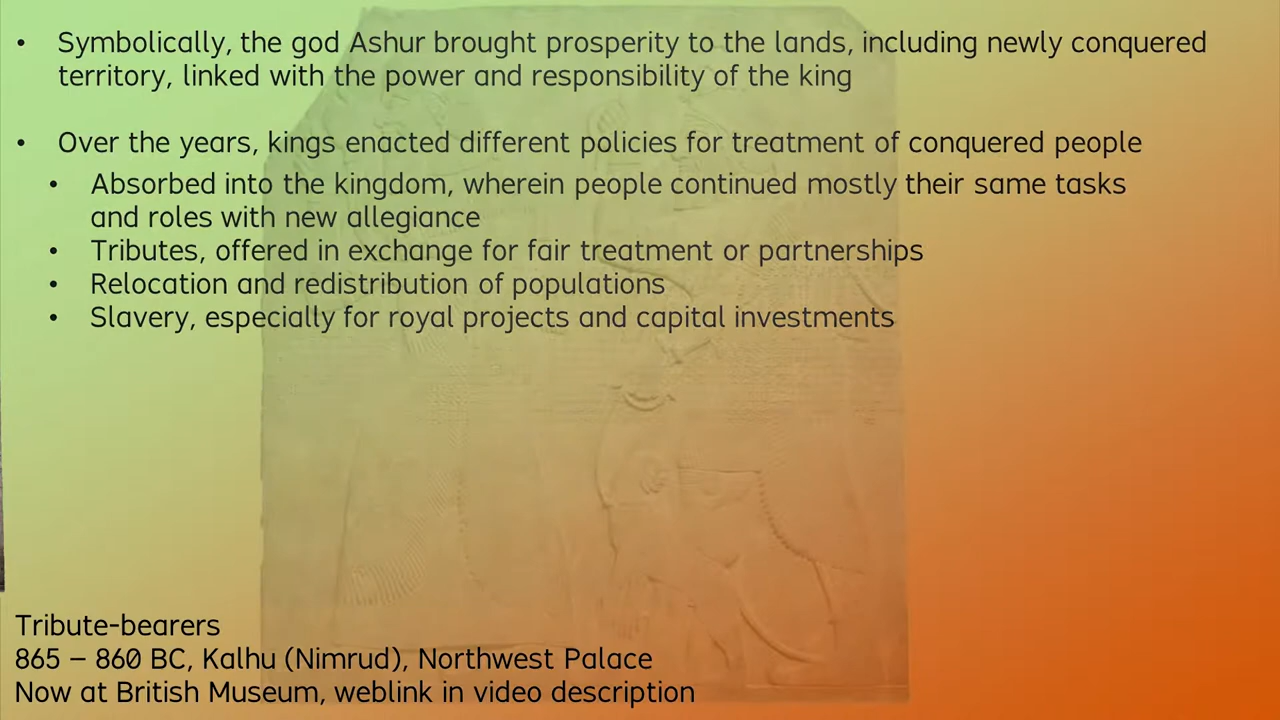 • Symbolically, the god Ashur brought prosperity to the lands, including newly conquered
territory, linked with the power and responsibility of the king
• Over the years, kings enacted different policies for treatment of conquered people
• Absorbed into the kingdom, wherein people continued mostly their same tasks
and roles with new allegiance
• Tributes, offered in exchange for fair treatment or partnerships
• Relocation and redistribution of populations
• Slavery, especially for royal projects and capital investments
Tribute-bearers
865 – 860 BC, Kalhu (Nimrud), Northwest Palace
Now at British Museum, weblink in video description